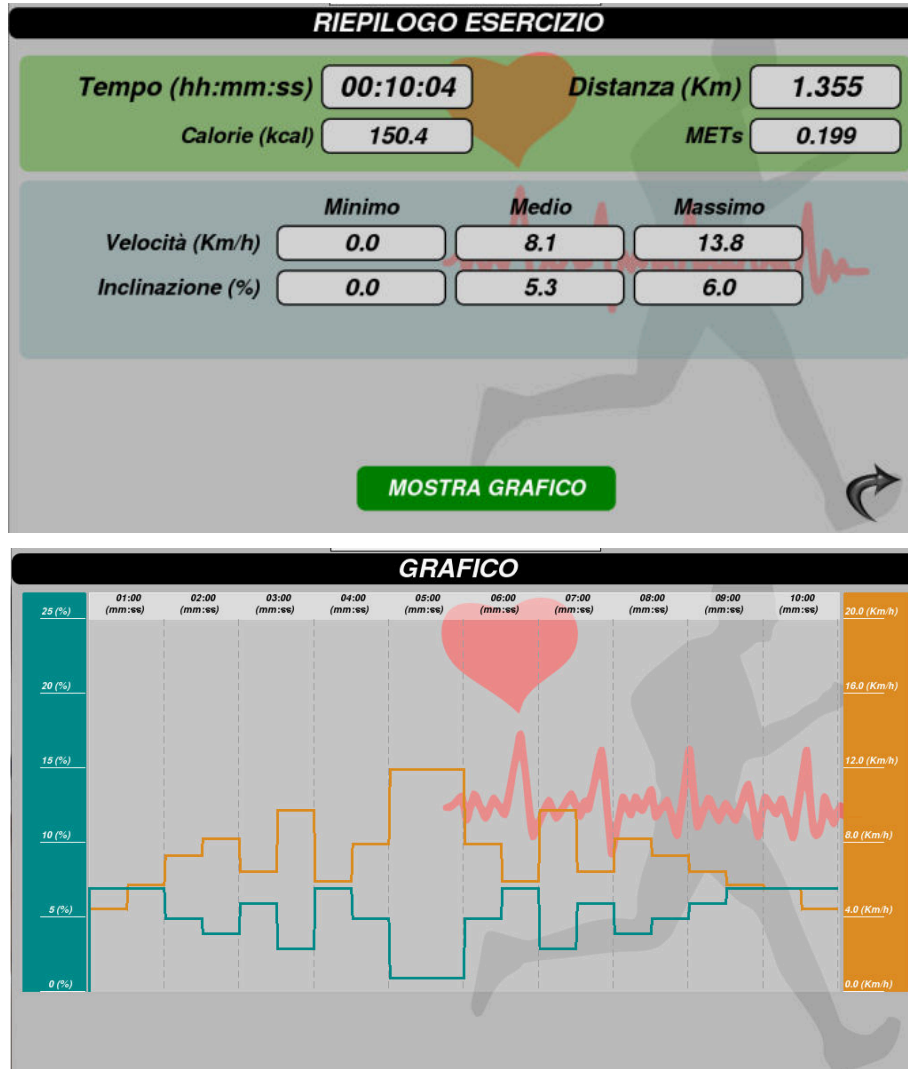 RIEPILOGO ESERCIZIO
Tempo (hh:mm:ss) 00:10:04 Distanza (Km) 1.355
Calorie (kcal) 150.4 METs 0.199
Minimo Medio Massimo
Velocità (Km/h) 0.0 8.1 13.8
Inclinazione (%) 0.0 5.3 6.0
MOSTRA GRAFICO
GRAFICO
01:00 02:00 03:00 04:00 05:00 06:00 07:00 08:00 09:00 10:00
(mm:ss) (mm:ss) (mm:ss) (mm:ss) (mm:ss) (mm:ss) (mm:ss) (mm:ss) (mm:ss) (mm:ss)
25 (%) 20.0 (Km/h)
20 (%) 16.0 (Km/h)
15 (%) 12.0 (Km/h)
10 (%) 8.0 (Km/h)
5 (%) 4.0 (Km/h)
0 (%) 0.0 (Km/h)